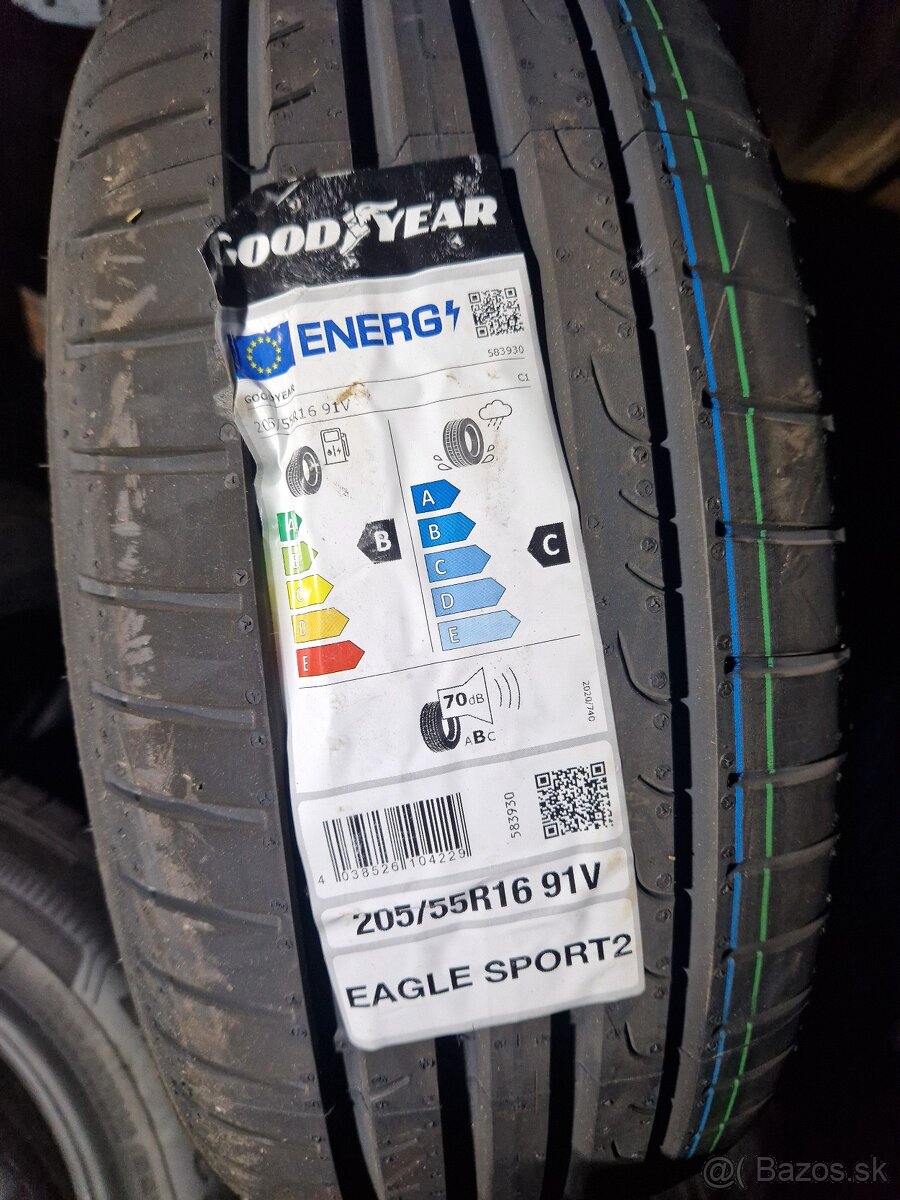 GOODYEAR
ENERG
583930
GOODYEAR
C1
205/55R16 91V
A
B
C
D
E
B
A
B
C
D
E
C
70dB
ABC
2020/740
583930
4 038526 104229
205/55R16 91V
EAGLE SPORT2
@( Bazos.sk